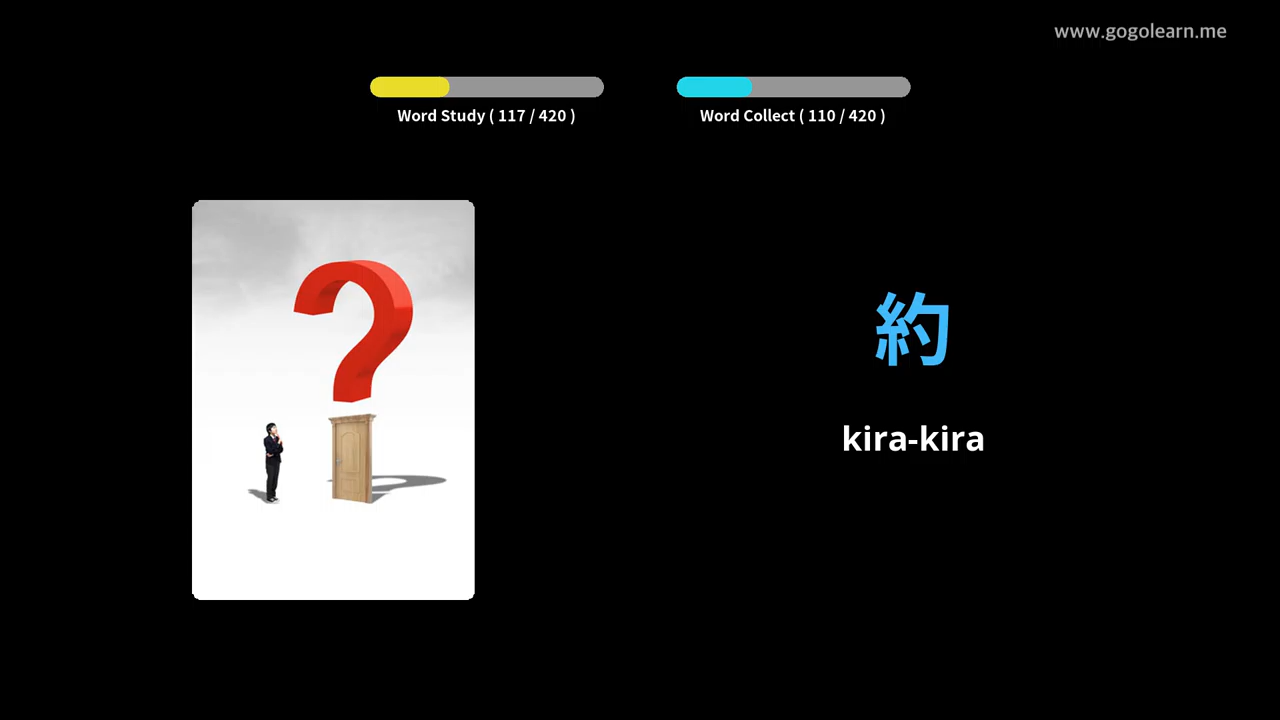 www.gogolearn.me
Word Study ( 117 / 420 )
Word Collect ( 110 / 420 )
?
約
kira-kira